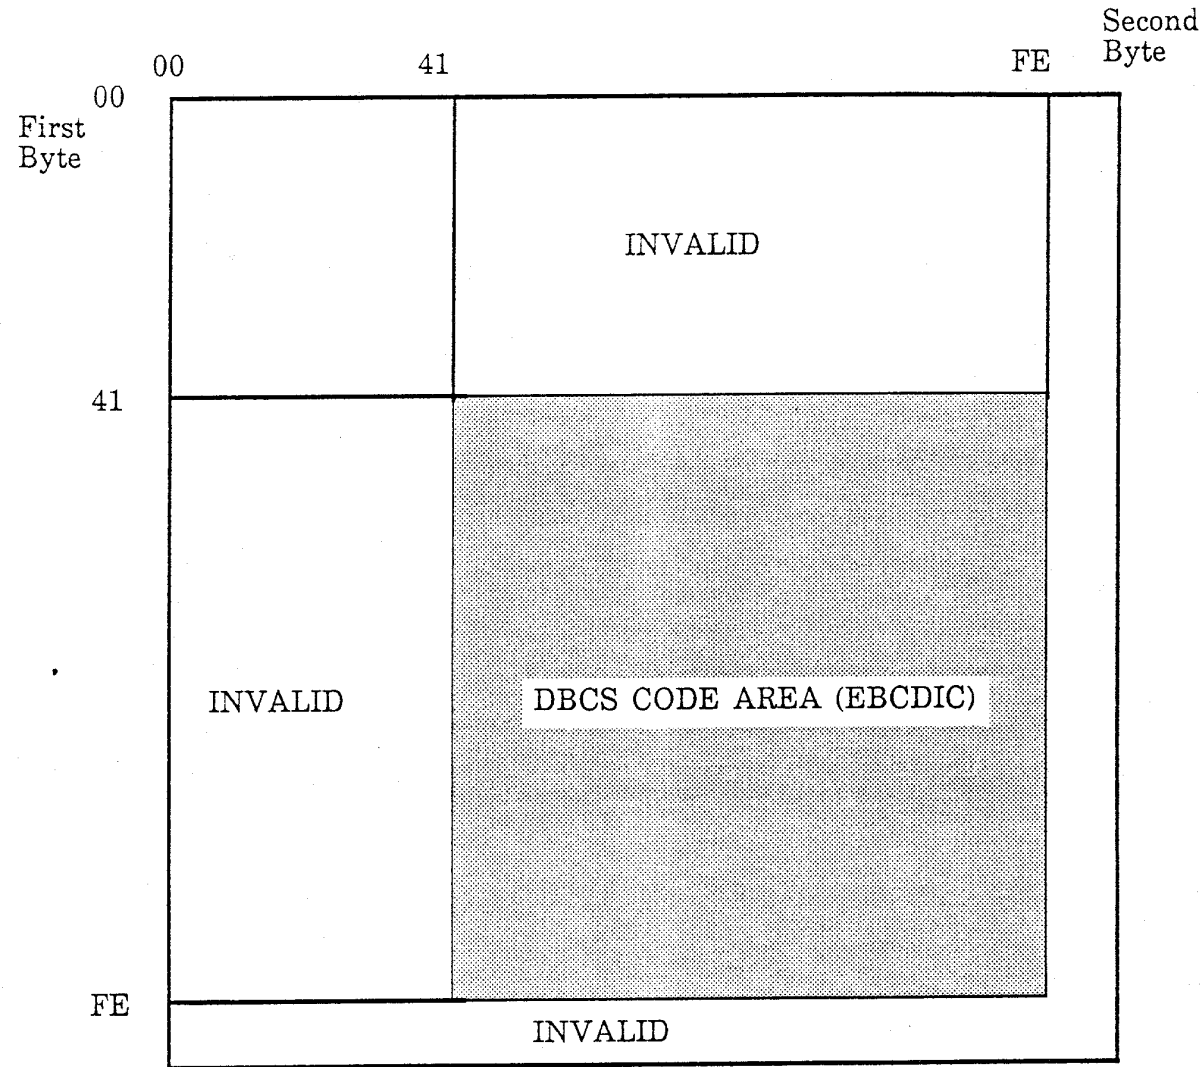 Second
Byte
00 41 FE
00
First
Byte
INVALID
41
INVALID
DBCS CODE AREA (EBCDIC)
FE
INVALID